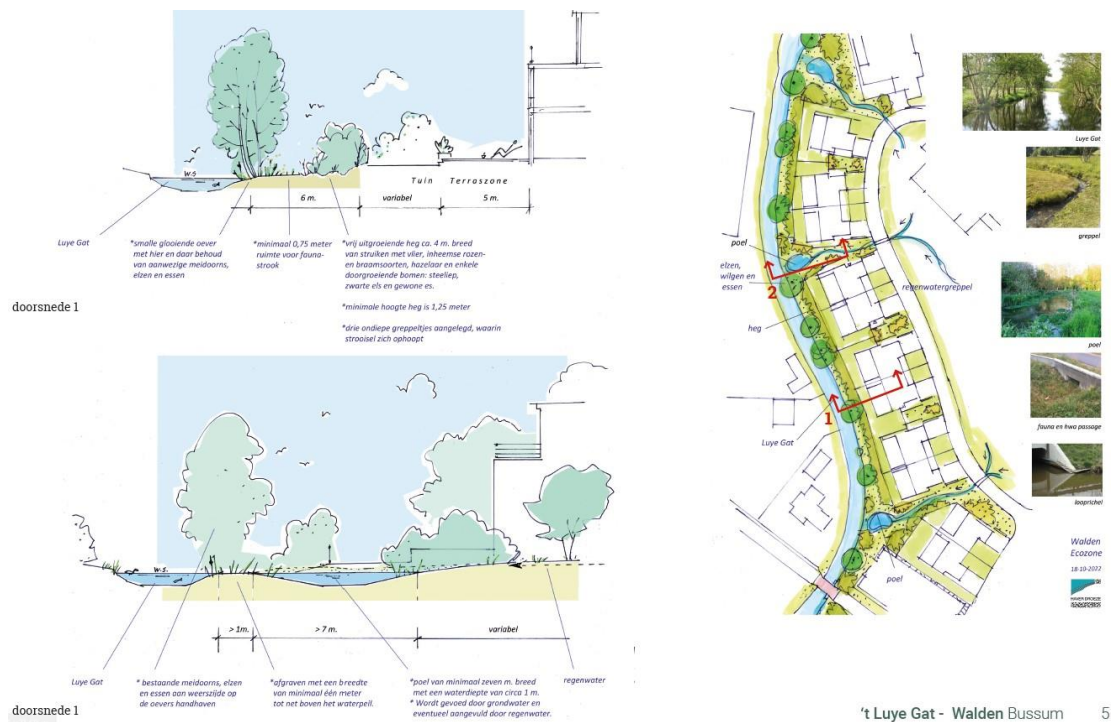 W.S
Tuin Terraszone
6 m. variabel 5 m.
Luye Gat
*smalle glooiende oever
met hier en daar behoud
van aanwezige meidoorns,
elzen en essen
*minimaal 0,75 meter
ruimte voor fauna-
strook
*vrij uitgroeiende heg ca. 4 m. breed
van struiken met vlier, inheemse rozen-
en braamsoorten, hazelaar en enkele
doorgroeiende bomen: steeliep,
zwarte els en gewone es.
*minimale hoogte heg is 1,25 meter
*drie ondiepe greppeltjes aangelegd, waarin
strooisel zich ophoopt
doorsnede 1
W.S.
> 1m. > 7 m. variabel
Luye Gat
* bestaande meidoorns, elzen
en essen aan weerszijde op
de oevers handhaven
*afgraven met een breedte
van minimaal één meter
tot net boven het waterpeil.
*poel van minimaal zeven m. breed
met een waterdiepte van circa 1 m.
* Wordt gevoed door grondwater en
eventueel aangevuld door regenwater.
regenwater
doorsnede 1
poel
elzen,
wilgen en
essen
2
heg
regenwatergreppel
1
Luye Gat
poel
Luye Gat
greppel
poel
fauna en hwa passage
looprichel
Walden
Ecozone
18-10-2022
't Luye Gat - Walden Bussum 5